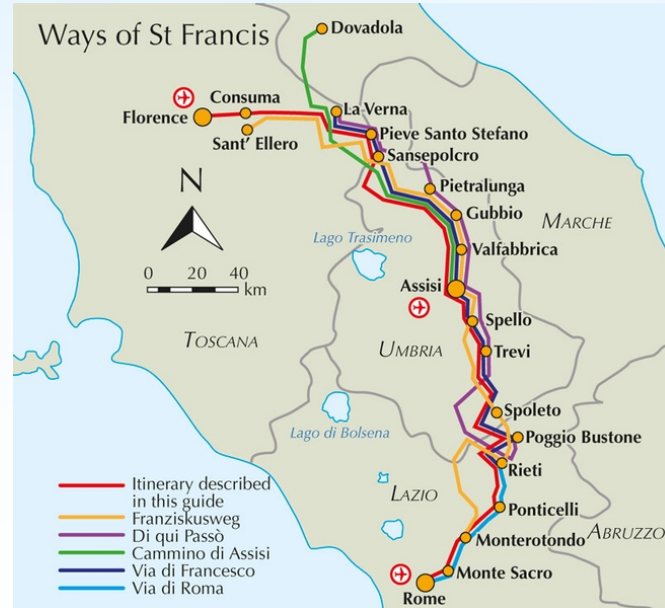 Ways of St Francis
Dovadola
Consuma
La Verna
Florence
Pieve Santo Stefano
Sant' Ellero
Sansepolcro
N
Pietralunga
Gubbio
MARCHE
Lago Trasimeno
Valfabbrica
0 20 40
km
Assisi
Spello
TOSCANA
UMBRIA
Trevi
Spoleto
Lago di Bolsena
Poggio Bustone
Rieti
Itinerary described
in this guide
LAZIO
Franziskusweg
Ponticelli
Di qui Passò
ABRUZZO
Cammino di Assisi
Monterotondo
Via di Francesco
Monte Sacro
Via di Roma
Rome